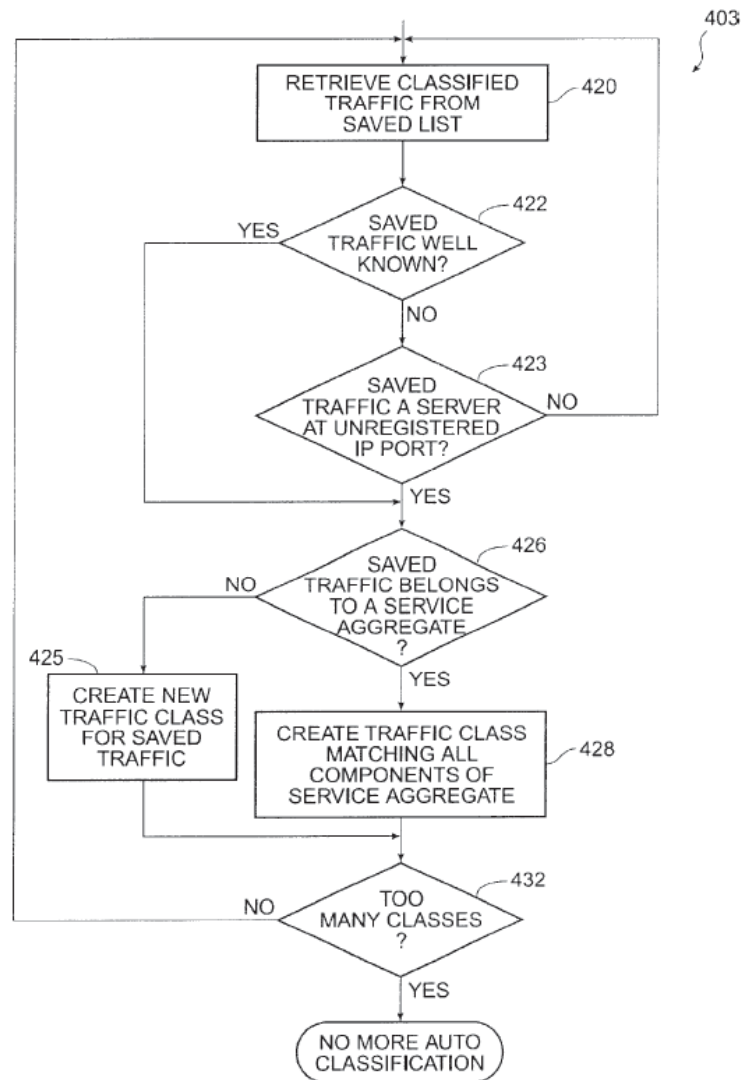 403
RETRIEVE CLASSIFIED
TRAFFIC FROM
SAVED LIST
420
422
YES
SAVED
TRAFFIC WELL
KNOWN?
NO
423
SAVED
TRAFFIC A SERVER
AT UNREGISTERED
IP PORT?
NO
YES
426
SAVED
TRAFFIC BELONGS
TO A SERVICE
AGGREGATE
?
NO
YES
425
CREATE NEW
TRAFFIC CLASS
FOR SAVED
TRAFFIC
CREATE TRAFFIC CLASS
MATCHING ALL
COMPONENTS OF
SERVICE AGGREGATE
428
432
NO
TOO
MANY CLASSES
?
YES
NO MORE AUTO
CLASSIFICATION